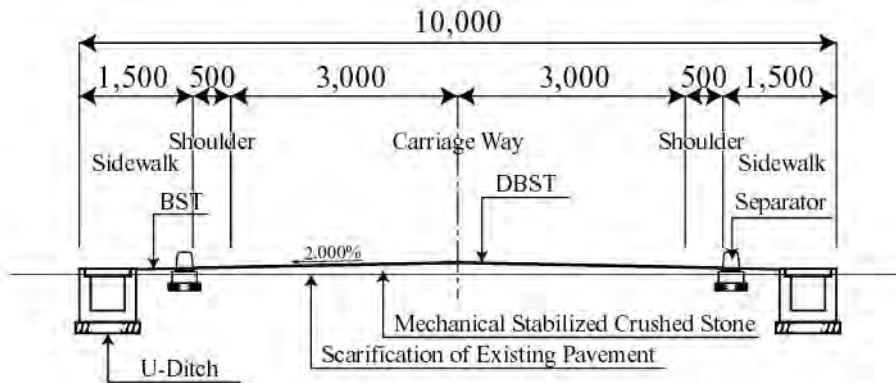 10,000
1,500 500 3,000 3,000 500 1,500
Shoulder Carriage Way Shoulder
Sidewalk Sidewalk
BST DBST Separator
2.000%
Mechanical Stabilized Crushed Stone
Scarification of Existing Pavement
U-Ditch